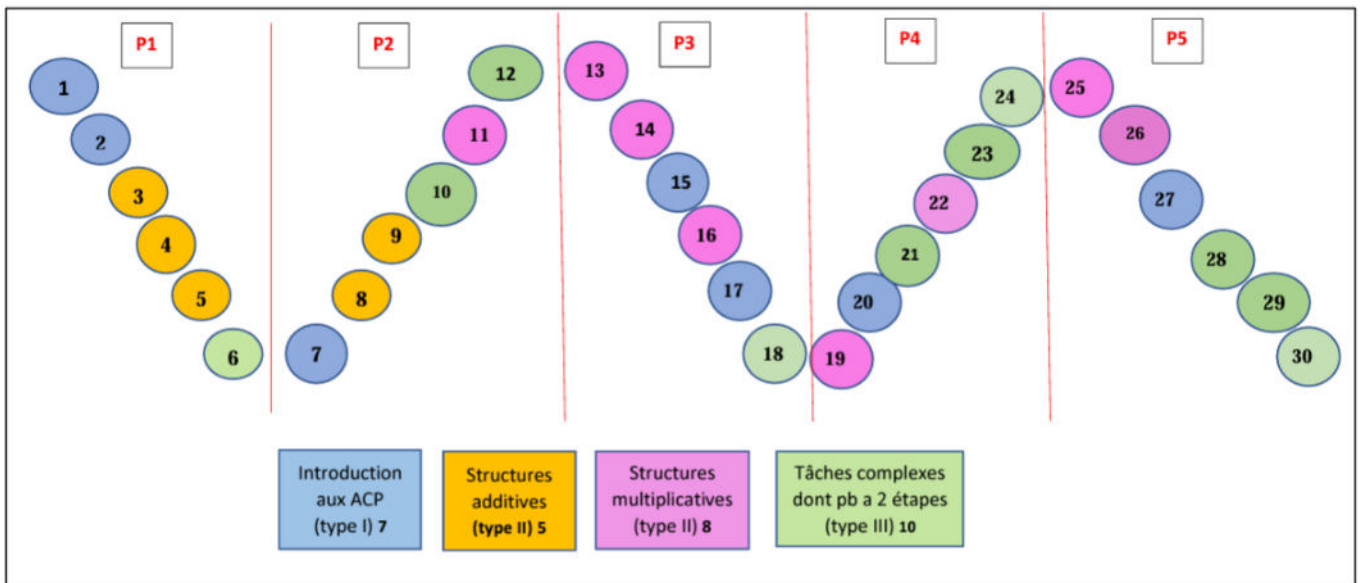 P1
P2
P3
P4
P5
1
2
3
4
5
6
7
8
9
10
11
12
13
14
15
16
17
18
19
20
21
22
23
24
25
26
27
28
29
30
Introduction
aux ACP
(type I) 7
Structures
additives
(type II) 5
Structures
multiplicatives
(type II) 8
Tâches complexes
dont pb a 2 étapes
(type III) 10